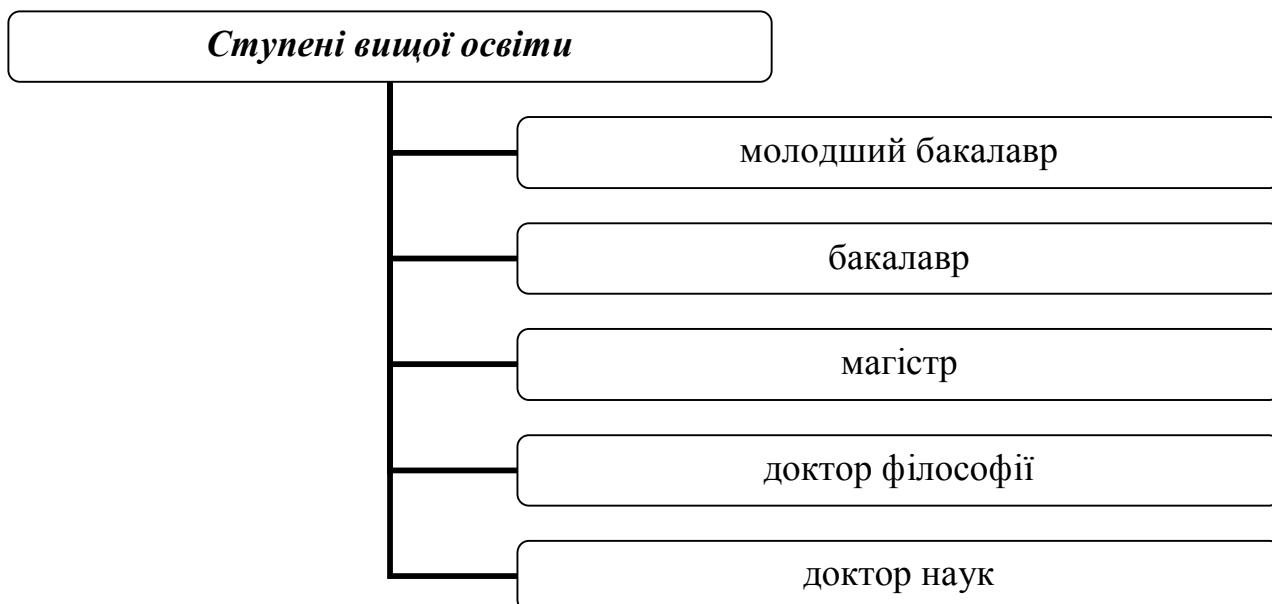 Ступені вищої освіти
молодший бакалавр
бакалавр
магістр
доктор філософії
доктор наук